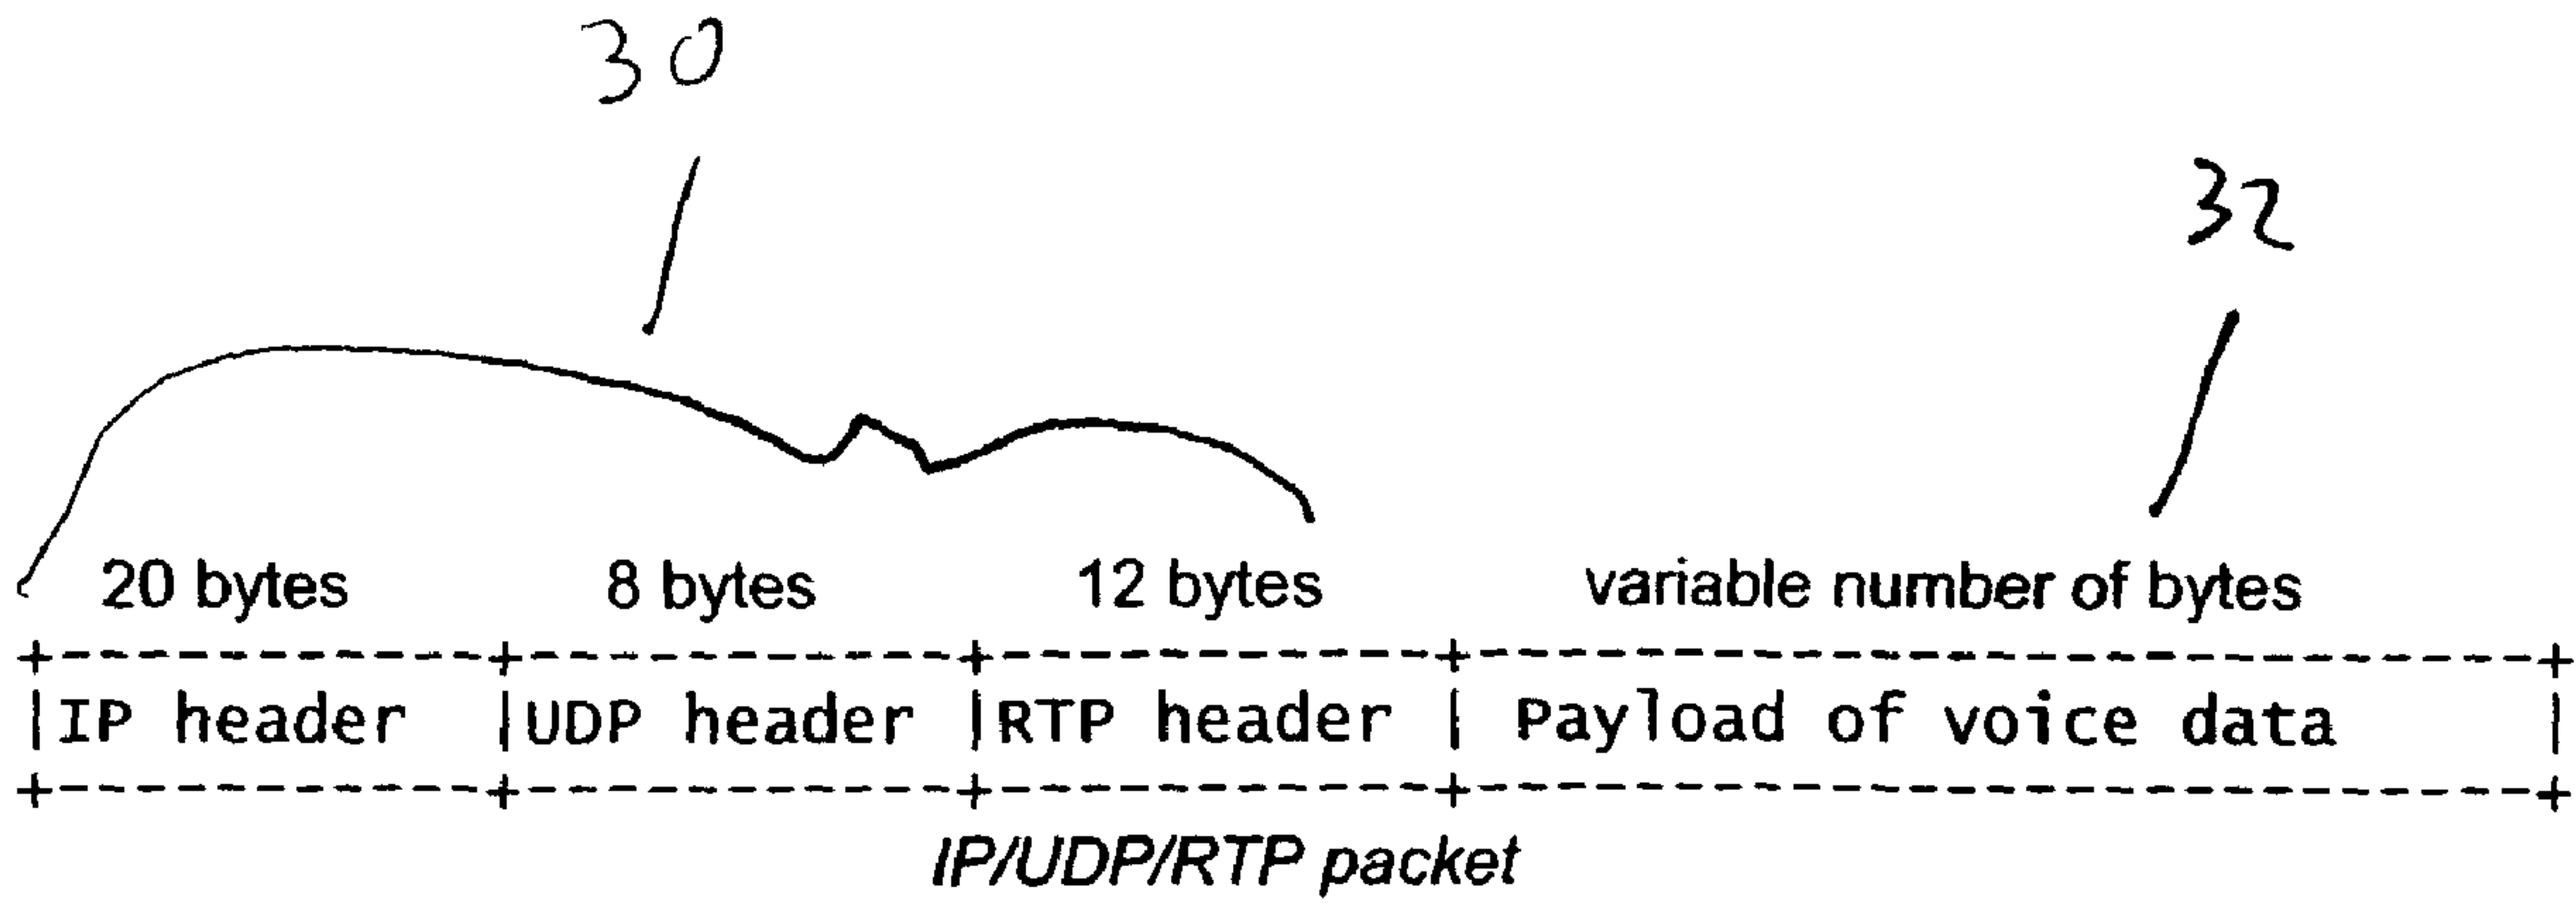 30
32
20 bytes 8 bytes 12 bytes variable number of bytes
+-------------+-------------+-------------+------------------------------+
|IP header |UDP header |RTP header | Payload of voice data |
+-------------+-------------+-------------+------------------------------+
IP/UDP/RTP packet